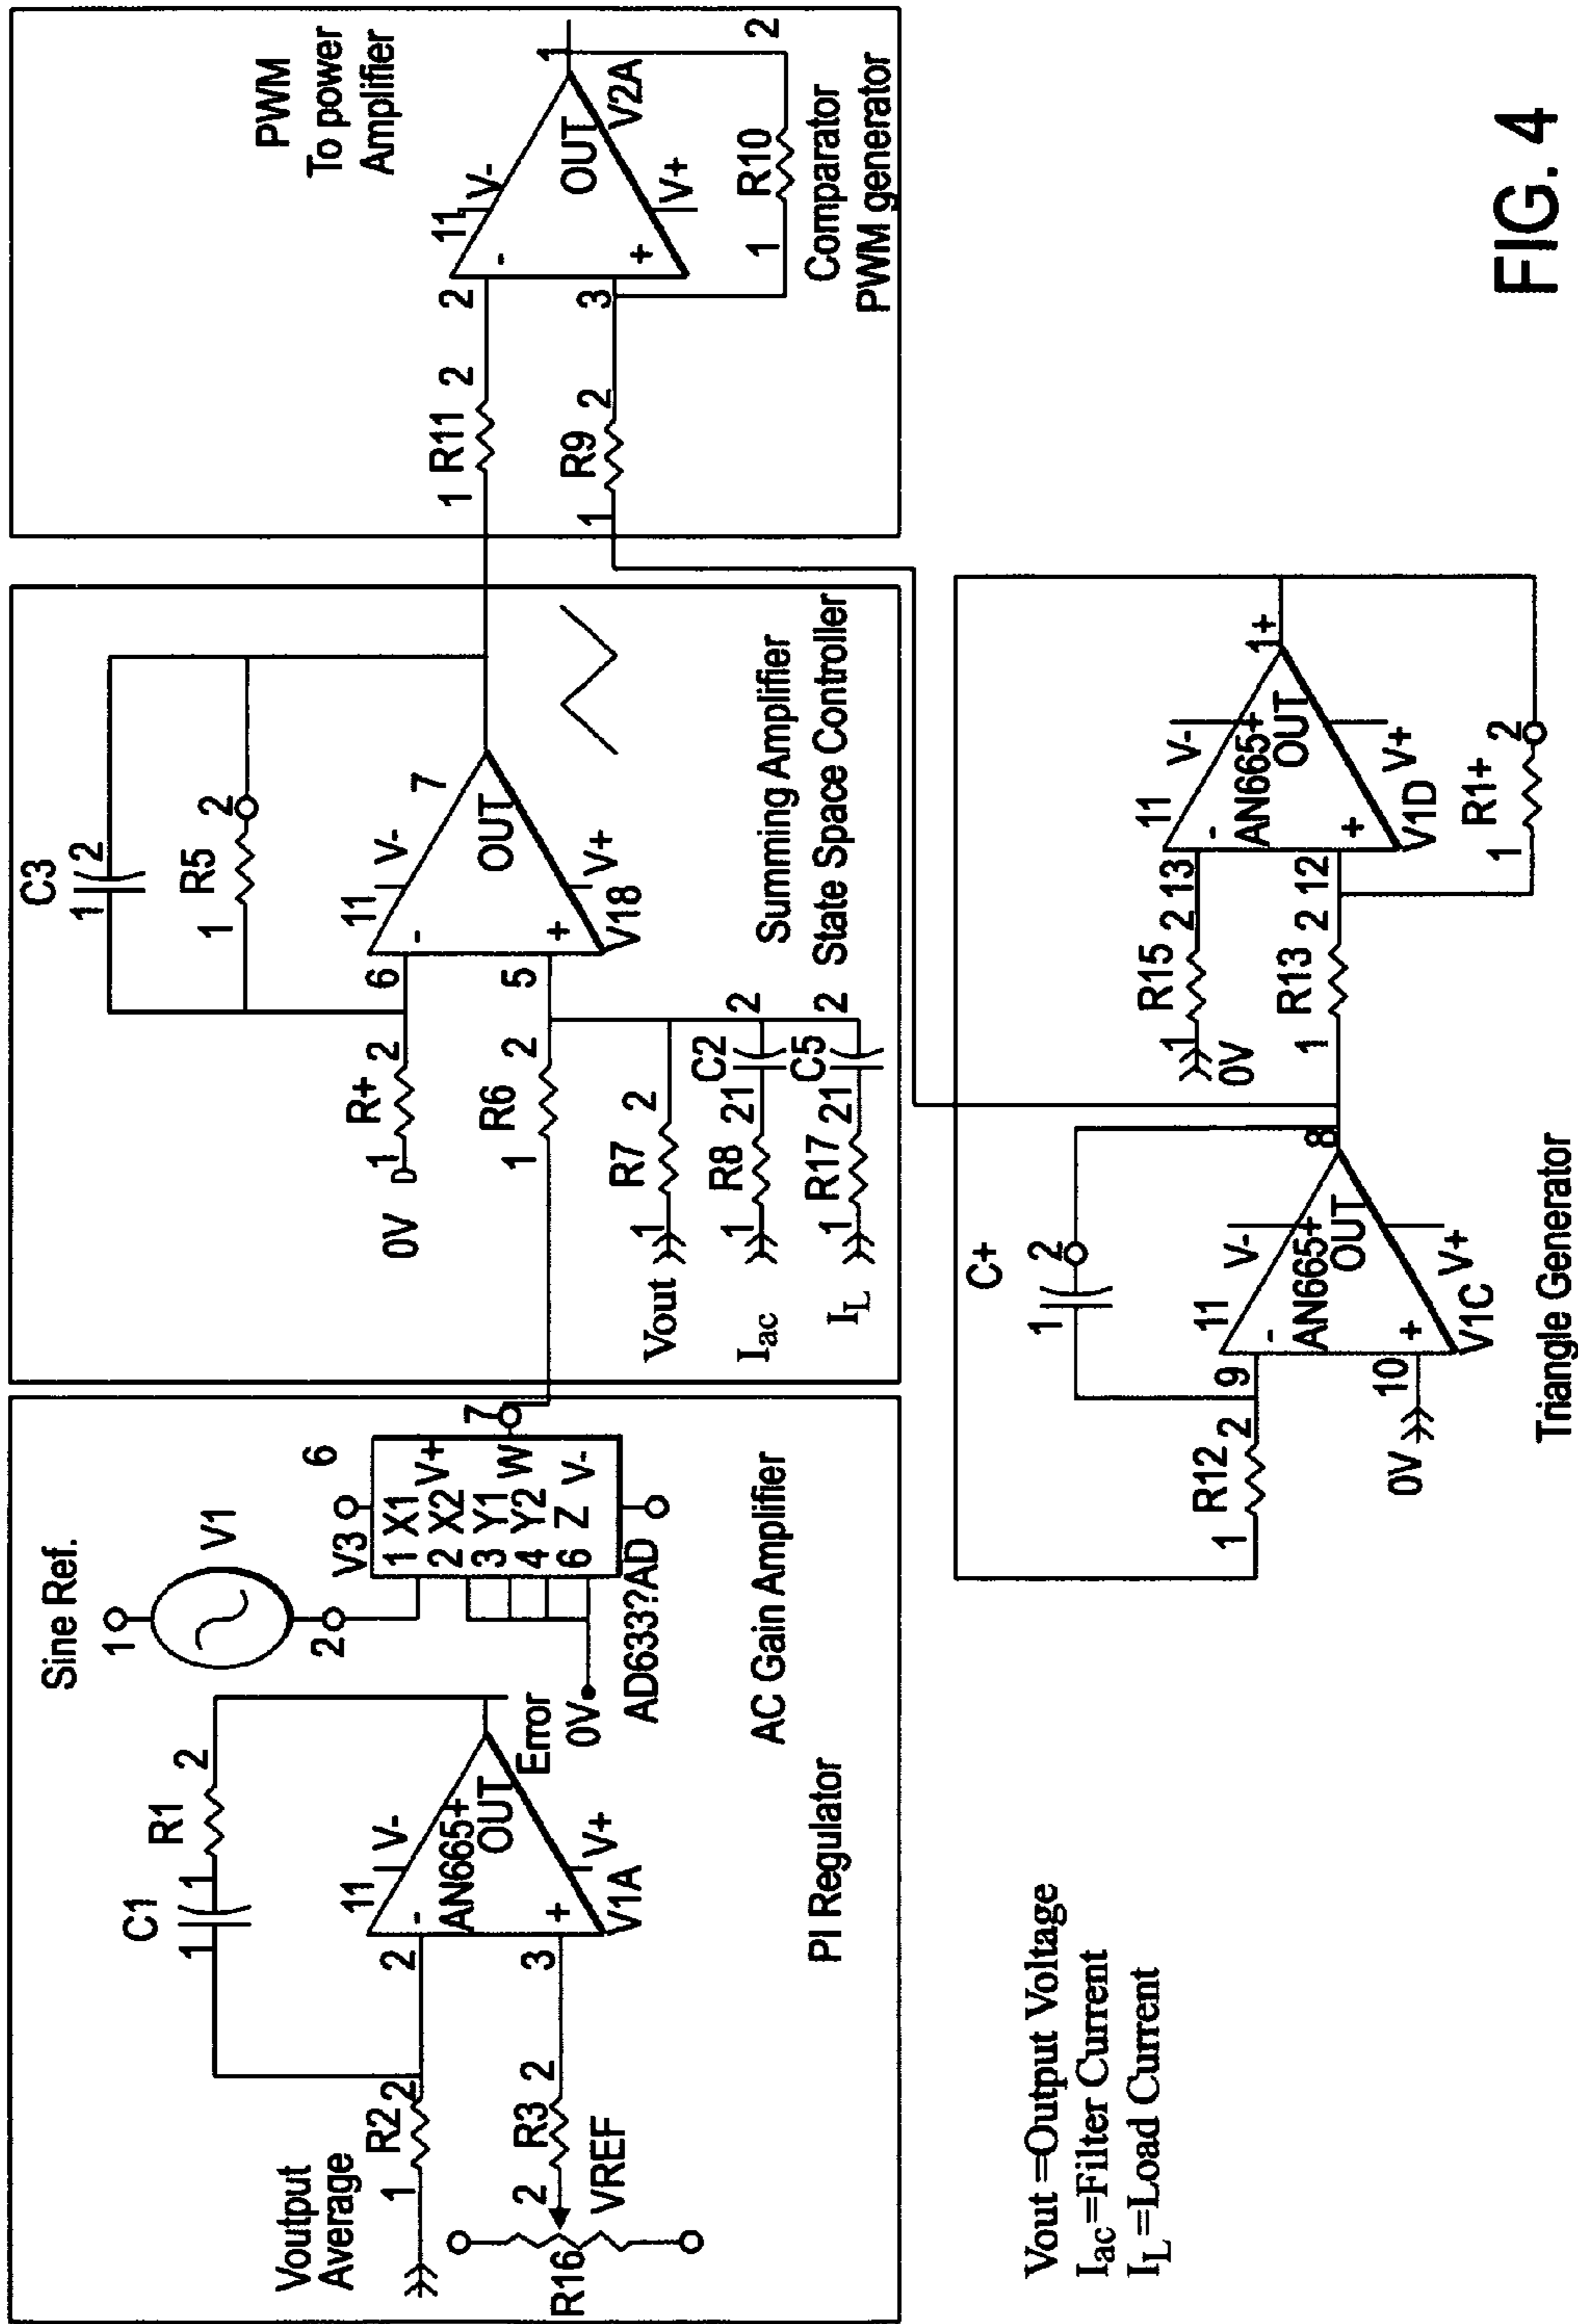 Voutput
Average
1 R2 2
R16
2
VREF
R3 2
C1
1 1
R1 2
2
3
11
V-
-
AN665+
OUT
+
V+
V1A
Error
PI Regulator
Sine Ref.
1
2
V1
V3
6
1 X1
V+
2 X2
3 Y1
W
4 Y2
6 Z
V-
7
0V
AD633?AD
AC Gain Amplifier
C3
1 2
R5
1 2
0V
D
1 R+ 2
6
1 R6 2
5
11
V-
-
OUT
7
+
V+
V18
Vout
1 R7 2
Iac
1 R8 21 C2 2
IL
1 R17 21 C5 2
Summing Amplifier
State Space Controller
1 R11 2
2
1 R9 2
3
11
V-
-
OUT
1
+
V+
V2A
1 R10 2
PWM
To power
Amplifier
Comparator
PWM generator
1 R12 2
9
C+
1 2
11
V-
-
AN665+
OUT
8
+
V+
V1C
0V
10
0V
1 R15 2 13
1 R13 2 12
11
V-
-
AN665+
OUT
1+
+
V+
V1D
1 R1+ 2
Triangle Generator
Vout=Output Voltage
Iac=Filter Current
IL=Load Current
FIG. 4